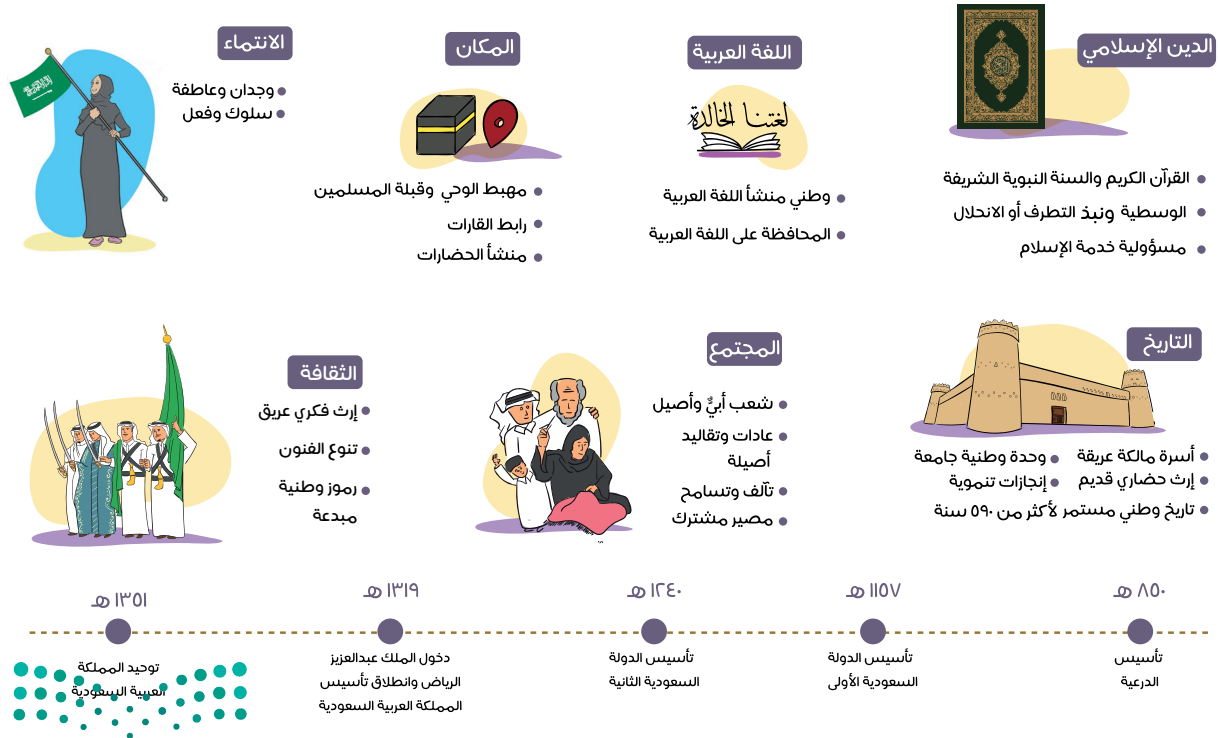 الدين الإسلامي
القرآن الكريم والسنة النبوية الشريفة
الوسطية ونبذ التطرف أو الانحلال
مسؤولية خدمة الإسلام
اللغة العربية
لغتنا الخالدة
وطني منشأ اللغة العربية
المحافظة على اللغة العربية
المكان
مهبط الوحي وقبلة المسلمين
رابط القارات
منشأ الحضارات
الانتماء
وجدان وعاطفة
سلوك وفعل
التاريخ
أسرة مالكة عريقة
وحدة وطنية جامعة
إرث حضاري قديم
إنجازات تنموية
تاريخ وطني مستمر لأكثر من ٥٩٠ سنة
المجتمع
شعب أبيٌّ وأصيل
عادات وتقاليد
أصيلة
تآلف وتسامح
مصير مشترك
الثقافة
إرث فكري عريق
تنوع الفنون
رموز وطنية
مبدعة
٨٥٠ هـ
تأسيس
الدرعية
١١٥٧ هـ
تأسيس الدولة
السعودية الأولى
١٢٤٠ هـ
تأسيس الدولة
السعودية الثانية
١٣١٩ هـ
دخول الملك عبدالعزيز
الرياض وانطلاق تأسيس
المملكة العربية السعودية
١٣٥١ هـ
توحيد المملكة
العربية السعودية